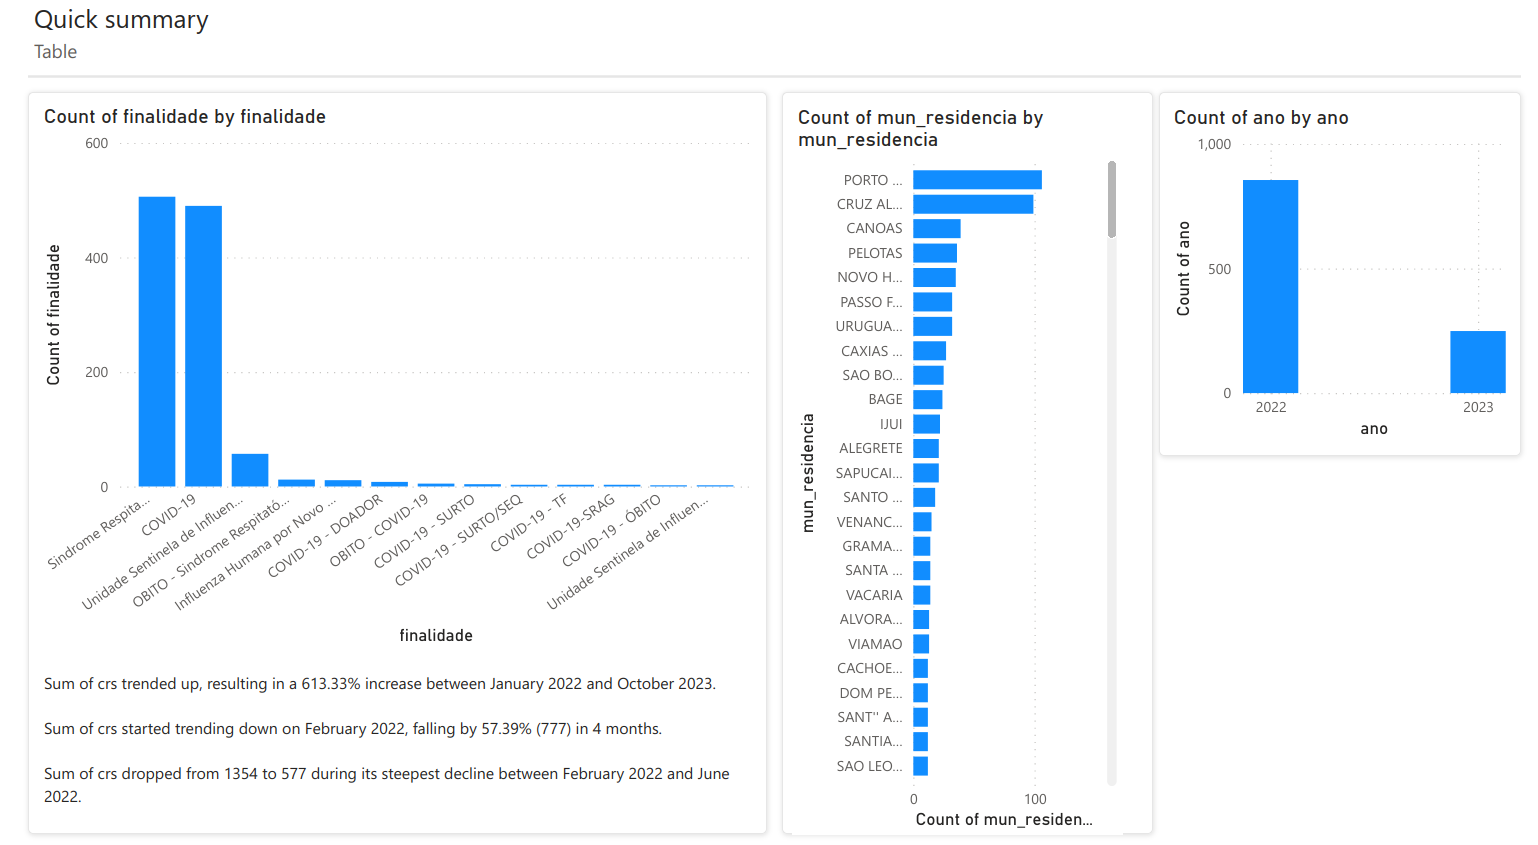 Quick summary
Table
Count of finalidade by finalidade
600
400
200
0
Count of finalidade
Sindrome Respita...
COVID-19
Unidade Sentinela de Influen...
OBITO - Sindrome Respitató...
Influenza Humana por Novo ...
COVID-19 - DOADOR
OBITO - COVID-19
COVID-19 - SURTO
COVID-19 - SURTO/SEQ
COVID-19 - TF
COVID-19-SRAG
COVID-19 - ÓBITO
Unidade Sentinela de Influen...
finalidade
Sum of crs trended up, resulting in a 613.33% increase between January 2022 and October 2023.
Sum of crs started trending down on February 2022, falling by 57.39% (777) in 4 months.
Sum of crs dropped from 1354 to 577 during its steepest decline between February 2022 and June
2022.
Count of mun_residencia by
mun_residencia
mun_residencia
PORTO ...
CRUZ AL...
CANOAS
PELOTAS
NOVO H...
PASSO F...
URUGUA...
CAXIAS ...
SAO BO...
BAGE
IJUI
ALEGRETE
SAPUCAI...
SANTO ...
VENANC...
GRAMA...
SANTA ...
VACARIA
ALVORA...
VIAMAO
CACHOE...
DOM PE...
SANT'' A...
SANTIA...
SAO LEO...
0
100
Count of mun_residen...
Count of ano by ano
1,000
500
0
Count of ano
2022
2023
ano